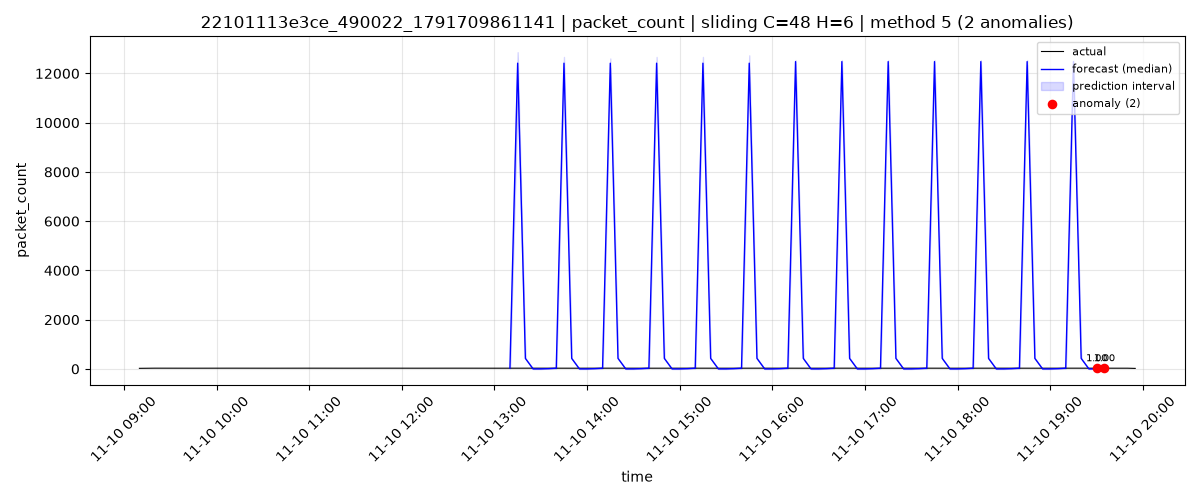 22101113e3ce_490022_1791709861141 | packet_count | sliding C=48 H=6 | method 5 (2 anomalies)
actual
forecast (median)
prediction interval
anomaly (2)
packet_count
12000
10000
8000
6000
4000
2000
0
11-10 09:00
11-10 10:00
11-10 11:00
11-10 12:00
11-10 13:00
11-10 14:00
11-10 15:00
11-10 16:00
11-10 17:00
11-10 18:00
11-10 19:00
11-10 20:00
time